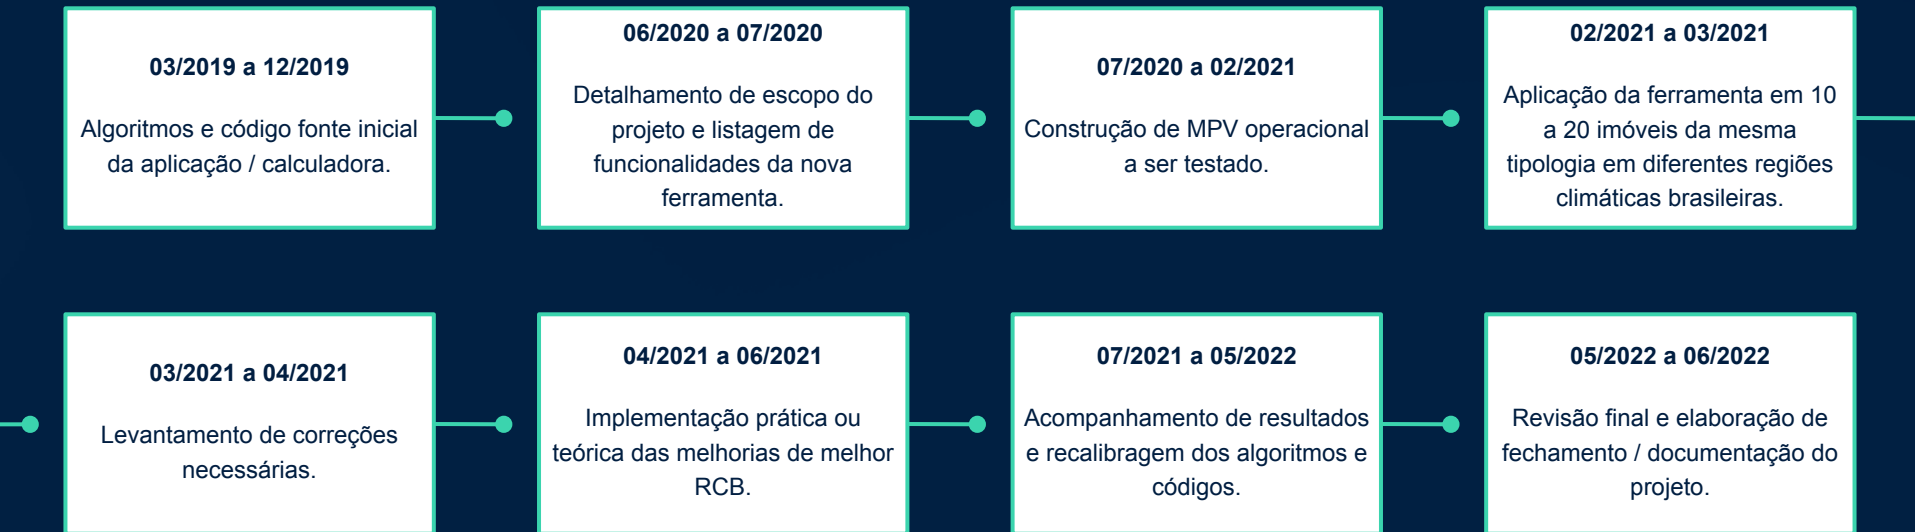 03/2019 a 12/2019
Algoritmos e código fonte inicial
da aplicação / calculadora.
06/2020 a 07/2020
Detalhamento de escopo do
projeto e listagem de
funcionalidades da nova
ferramenta.
07/2020 a 02/2021
Construção de MPV operacional
a ser testado.
02/2021 a 03/2021
Aplicação da ferramenta em 10
a 20 imóveis da mesma
tipologia em diferentes regiões
climáticas brasileiras.
03/2021 a 04/2021
Levantamento de correções
necessárias.
04/2021 a 06/2021
Implementação prática ou
teórica das melhorias de melhor
RCB.
07/2021 a 05/2022
Acompanhamento de resultados
e recalibragem dos algoritmos e
códigos.
05/2022 a 06/2022
Revisão final e elaboração de
fechamento / documentação do
projeto.